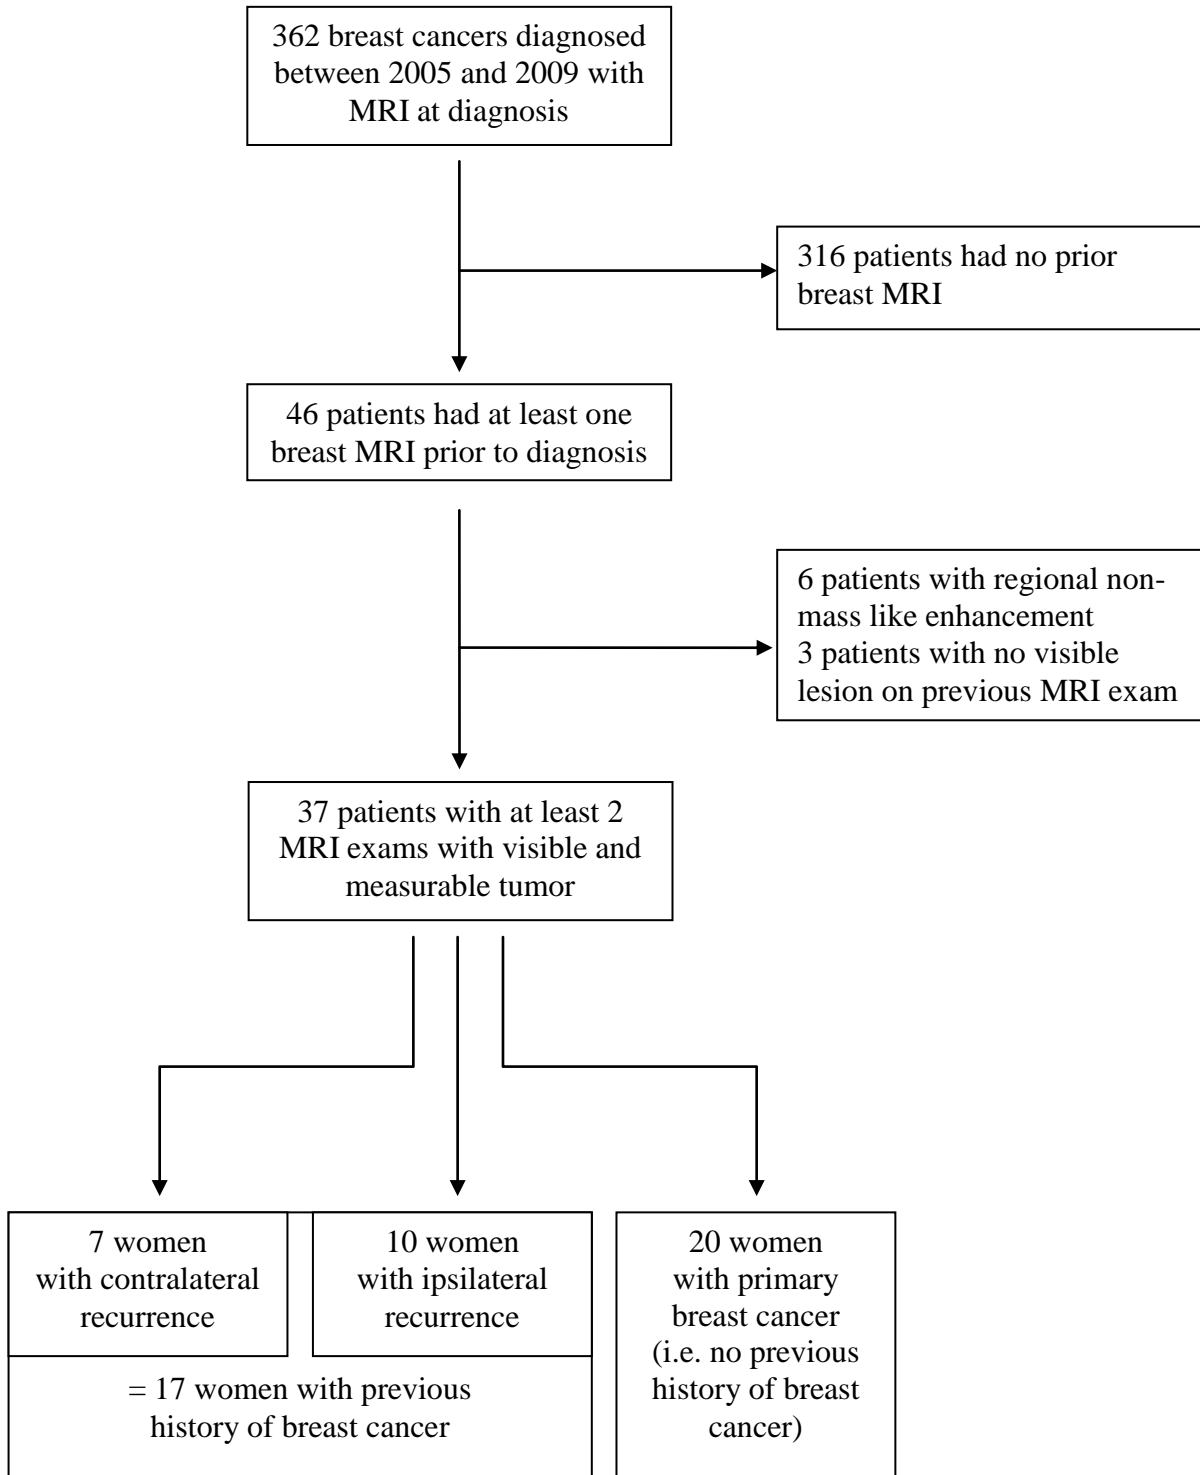 362 breast cancers diagnosed
between 2005 and 2009 with
MRI at diagnosis
316 patients had no prior
breast MRI
46 patients had at least one
breast MRI prior to diagnosis
6 patients with regional non-
mass like enhancement
3 patients with no visible
lesion on previous MRI exam
37 patients with at least 2
MRI exams with visible and
measurable tumor
7 women
with contralateral
recurrence
10 women
with ipsilateral
recurrence
= 17 women with previous
history of breast cancer
20 women
with primary
breast cancer
(i.e. no previous
history of breast
cancer)